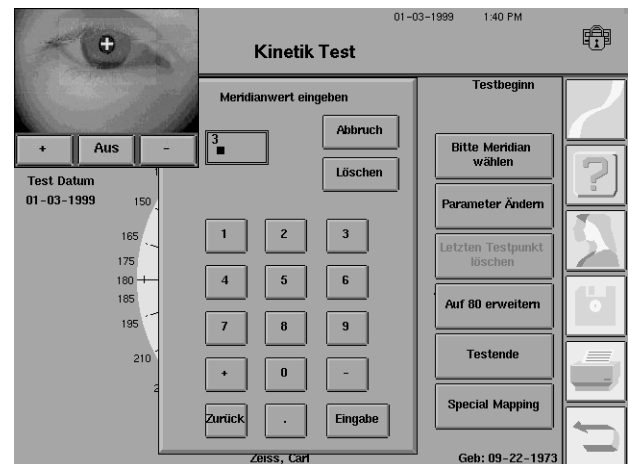 01-03-1999 1:40 PM
Kinetik Test
+ Aus -
Test Datum
01-03-1999
150
165
175
180
185
195
210
Meridianwert eingeben
3
Abbruch
Löschen
1 2 3
4 5 6
7 8 9
+ 0 -
Zurück . Eingabe
Testbeginn
Bitte Meridian
wählen
Parameter Ändern
Letzten Testpunkt
löschen
Auf 80 erweitern
Testende
Special Mapping
Zeiss, Carl
Geb: 09-22-1973